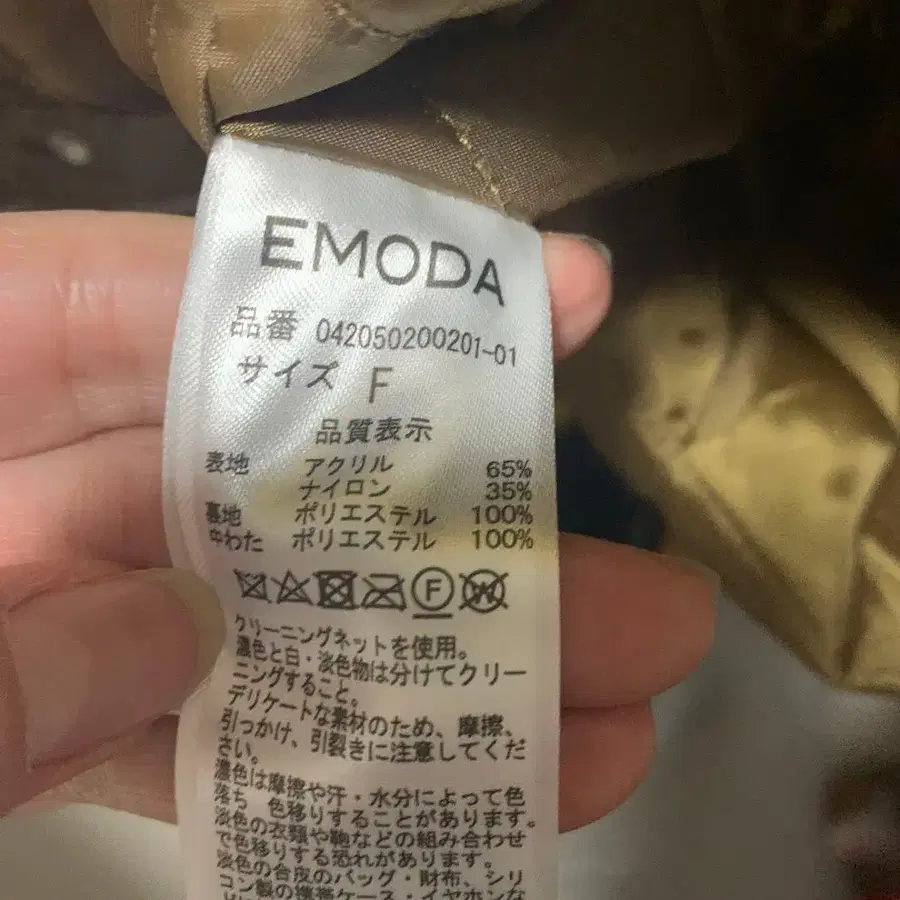 EMODA
品番 042050200201-01
サイズ F
品質表示
表地 アクリル 65%
ナイロン 35%
裏地 ポリエステル 100%
中わた ポリエステル 100%
F W
クリーニングネットを使用。
濃色と白・淡色物は分けてクリー
ニングすること。
デリケートな素材のため、摩擦、
引っかけ、引裂きに注意してくだ
さい。
濃色は摩擦や汗・水分によって色
落ち 色移りすることがあります。
淡色の衣類や鞄などの組み合わせ
で色移りする恐れがあります。
淡色の合皮のバッグ・財布、シリ
コン製の携帯ケース・イヤホンな